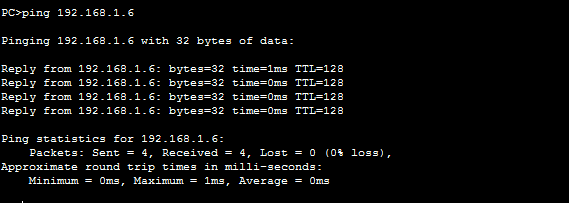 PC>ping 192.168.1.6
Pinging 192.168.1.6 with 32 bytes of data:
Reply from 192.168.1.6: bytes=32 time=1ms TTL=128
Reply from 192.168.1.6: bytes=32 time=0ms TTL=128
Reply from 192.168.1.6: bytes=32 time=0ms TTL=128
Reply from 192.168.1.6: bytes=32 time=0ms TTL=128
Ping statistics for 192.168.1.6:
Packets: Sent = 4, Received = 4, Lost = 0 (0% loss),
Approximate round trip times in milli-seconds:
Minimum = 0ms, Maximum = 1ms, Average = 0ms